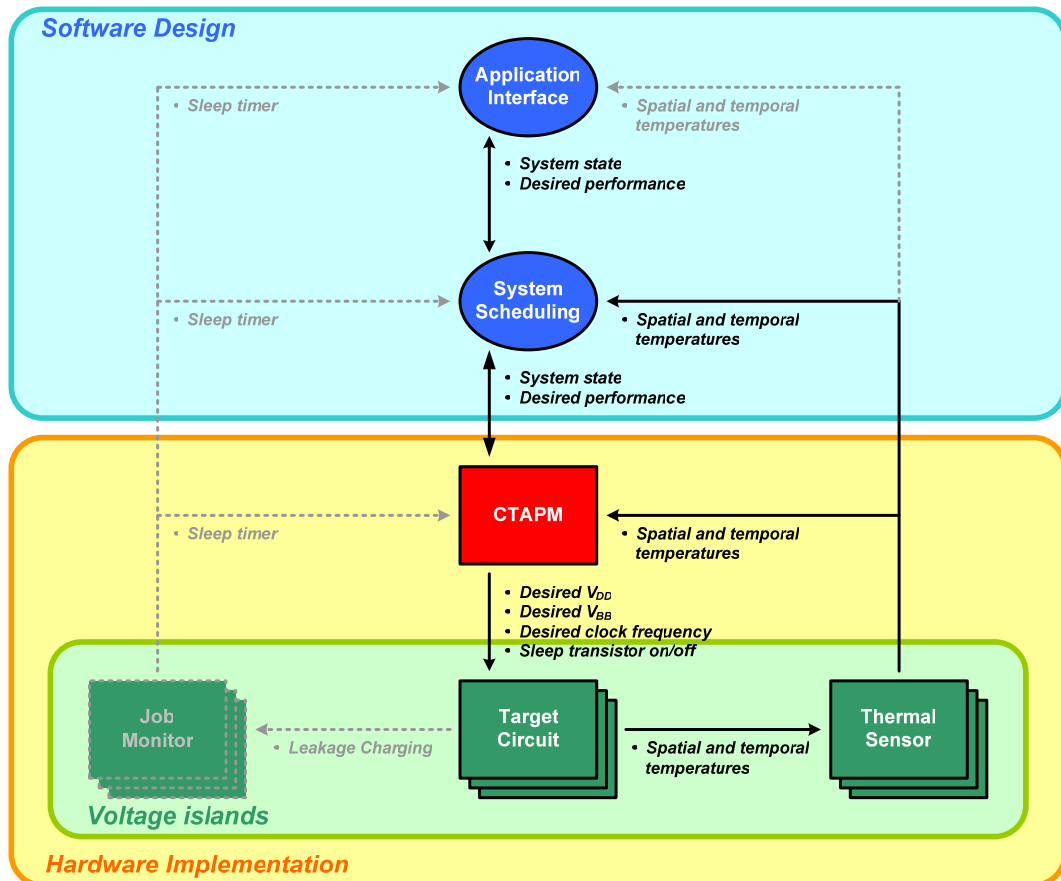 Software Design
Application
Interface
• Sleep timer
• Spatial and temporal
temperatures
• System state
• Desired performance
System
Scheduling
• Sleep timer
• Spatial and temporal
temperatures
• System state
• Desired performance
CTAPM
• Sleep timer
• Spatial and temporal
temperatures
• Desired VDD
• Desired VBB
• Desired clock frequency
• Sleep transistor on/off
Job
Monitor
• Leakage Charging
Target
Circuit
• Spatial and temporal
temperatures
Thermal
Sensor
Voltage islands
Hardware Implementation